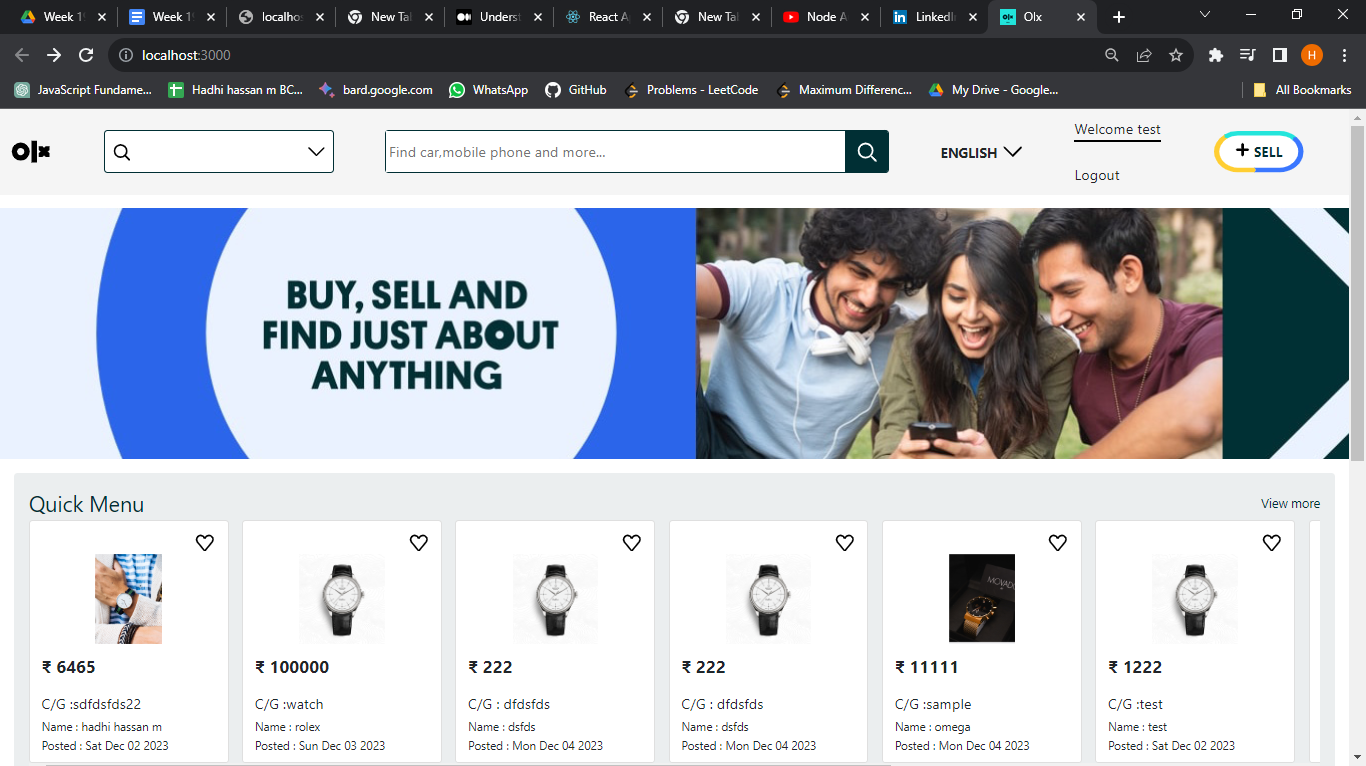 Week 1
Week 1
localho
New Ta
Underst
React A
New Ta
Node A
LinkedI
Olx
localhost:3000
H
JavaScript Fundame...
Hadhi hassan m BC...
bard.google.com
WhatsApp
GitHub
Problems - LeetCode
Maximum Differenc...
My Drive - Google...
All Bookmarks
olx
Find car,mobile phone and more...
ENGLISH
Welcome test
Logout
+ SELL
BUY, SELL AND
FIND JUST ABOUT
ANYTHING
Quick Menu
View more
₹ 6465
C/G :sdfdsfds22
Name : hadhi hassan m
Posted : Sat Dec 02 2023
₹ 100000
C/G :watch
Name : rolex
Posted : Sun Dec 03 2023
₹ 222
C/G : dfdsfds
Name : dsfds
Posted : Mon Dec 04 2023
₹ 222
C/G : dfdsfds
Name : dsfds
Posted : Mon Dec 04 2023
MOVADO
₹ 11111
C/G :sample
Name : omega
Posted : Mon Dec 04 2023
₹ 1222
C/G :test
Name : test
Posted : Sat Dec 02 2023